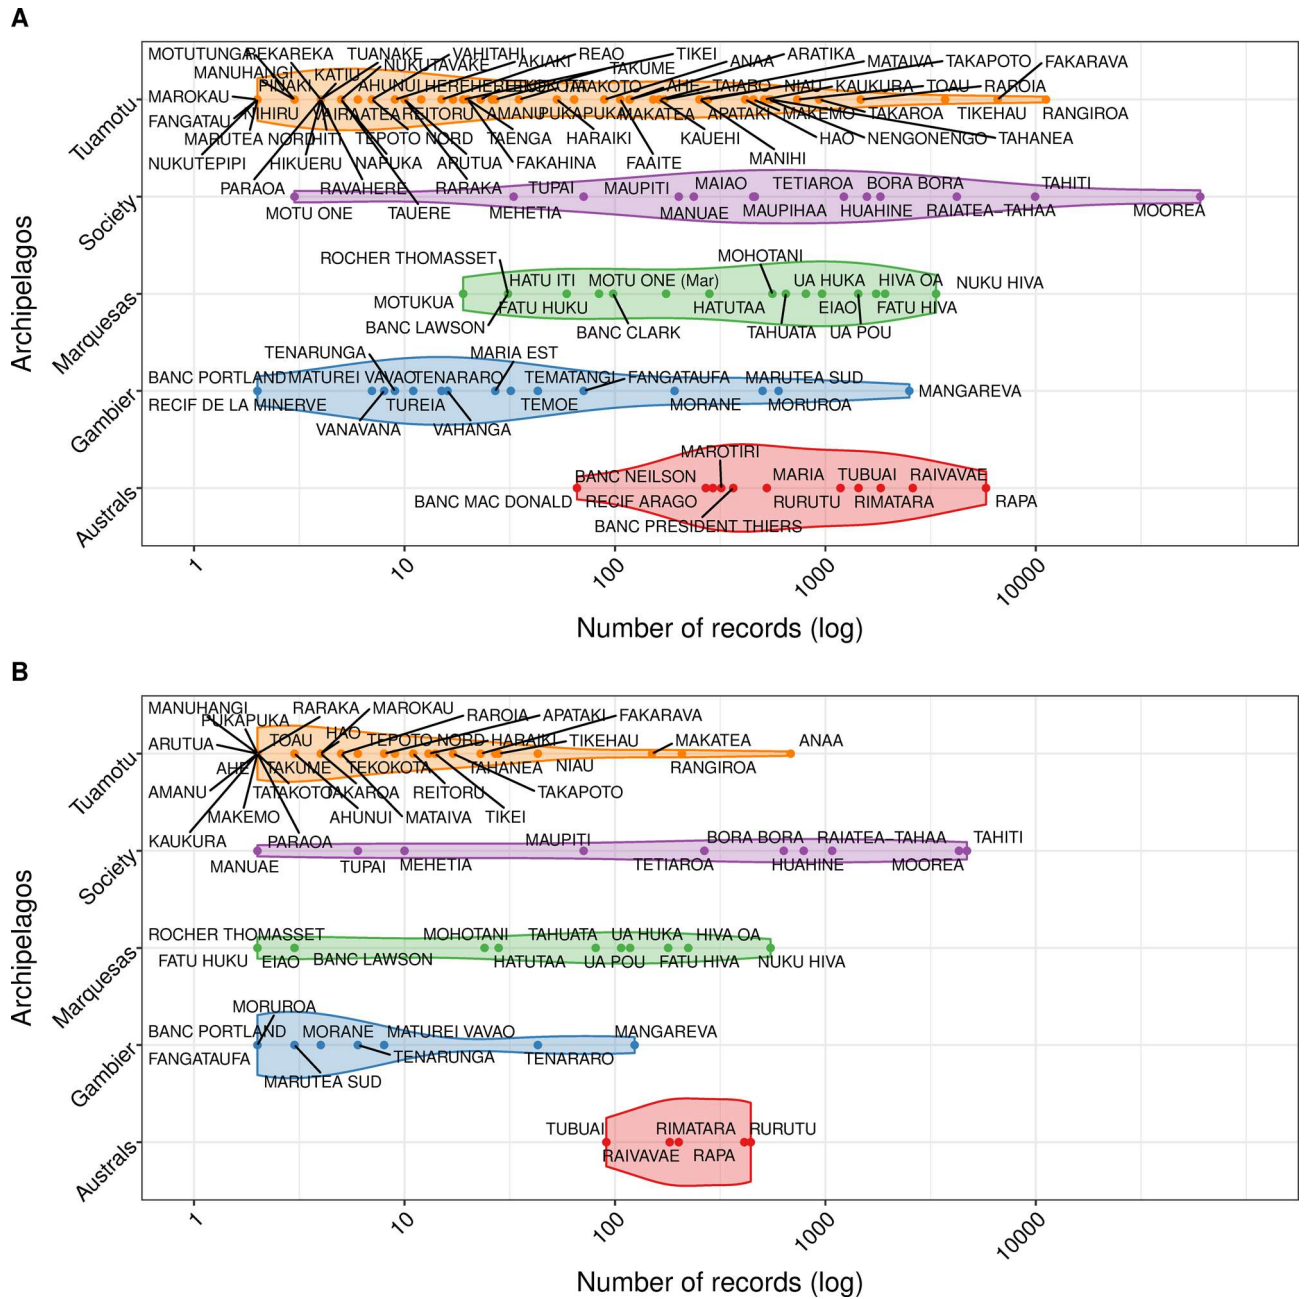 A
MOTUTUNGA REKAREKA TUANAKE VAHITAHI REAO TIKEI ARATIKA
MANUHANGI KATIU NUKUTAVAKE AKIAKI TAKUME ANAA MATAIVA TAKAPOTO FAKARAVA
PINAKI AHUNUI HEREHERETUE AHE TAIARO NIAU KAUKURA TOAU RAROIA
MAROKAU
FANGATAU NIHIRU VAIRAATEA REITORU AMANU PUKAPUKA MAKATEA APATAKI MAKEMO TAKAROA TIKEHAU RANGIROA
MARUTEA NORD HITI TEPOTO NORD TAENGA HARAIKI KAUEHI HAO NENGONENGO TAHANEA
NUKUTEPIPI HIKUERU NAPUKA ARUTUA FAKAHINA FAAITE MANIHI
PARAOA RAVAHERE RARAKA TUPAI MAUPITI MAIAO TETIAROA BORA BORA TAHITI
MOTU ONE TAUERE MEHETIA MANUAE MAUPIHAA HUAHINE RAIATEA-TAHAA MOOREA
ROCHER THOMASSET MOHOTANI
HATU ITI MOTU ONE (Mar) UA HUKA HIVA OA NUKU HIVA
MOTUKUA FATU HUKU HATUTAA EIAO FATU HIVA
BANC LAWSON BANC CLARK TAHUATA UA POU
TENARUNGA MARIA EST
BANC PORTLAND MATUREI VAVAO TENARARO TEMATANGI FANGATAUFA MARUTEA SUD MANGAREVA
RECIF DE LA MINERVE TUREIA TEMOE MORANE MORUROA
VANAVANA VAHANGA
MAROTIRI
BANC NEILSON MARIA TUBUAI RAIVAVAE
BANC MAC DONALD RECIF ARAGO RURUTU RIMATARA RAPA
BANC PRESIDENT THIERS
Tuamotu
Society
Marquesas
Gambier
Australs
Archipelagos
1 10 100 1000 10000
Number of records (log)
B
MANUHANGI RARAKA MAROKAU RAROIA APATAKI FAKARAVA
PUKAPUKA
ARUTUA TOAU HAO TEPOTO NORD HARAIKI TIKEHAU MAKATEA ANAA
AHE TAKUME TEKOKOTA TAHANEA NIAU RANGIROA
AMANU TATAKOTO TAKAROA REITORU TAKAPOTO
MAKEMO AHUNUI MATAIVA TIKEI
KAUKURA PARAOA MAUPITI BORA BORA RAIATEA-TAHAA TAHITI
MANUAE TUPAI MEHETIA TETIAROA HUAHINE MOOREA
ROCHER THOMASSET MOHOTANI TAHUATA UA HUKA HIVA OA
FATU HUKU EIAO BANC LAWSON HATUTAA UA POU FATU HIVA NUKU HIVA
MORUROA
BANC PORTLAND MORANE MATUREI VAVAO MANGAREVA
FANGATAUFA TENARUNGA TENARARO
MARUTEA SUD
TUBUAI RIMATARA RURUTU
RAIVAVAE RAPA
Tuamotu
Society
Marquesas
Gambier
Australs
Archipelagos
1 10 100 1000 10000
Number of records (log)